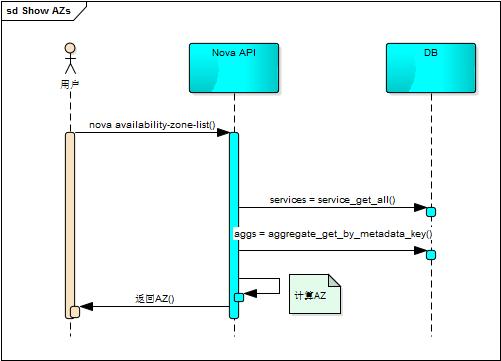 sd Show AZs
Nova API
DB
用户
nova availability-zone-list()
services = service_get_all()
aggs = aggregate_get_by_metadata_key()
计算AZ
返回AZ()